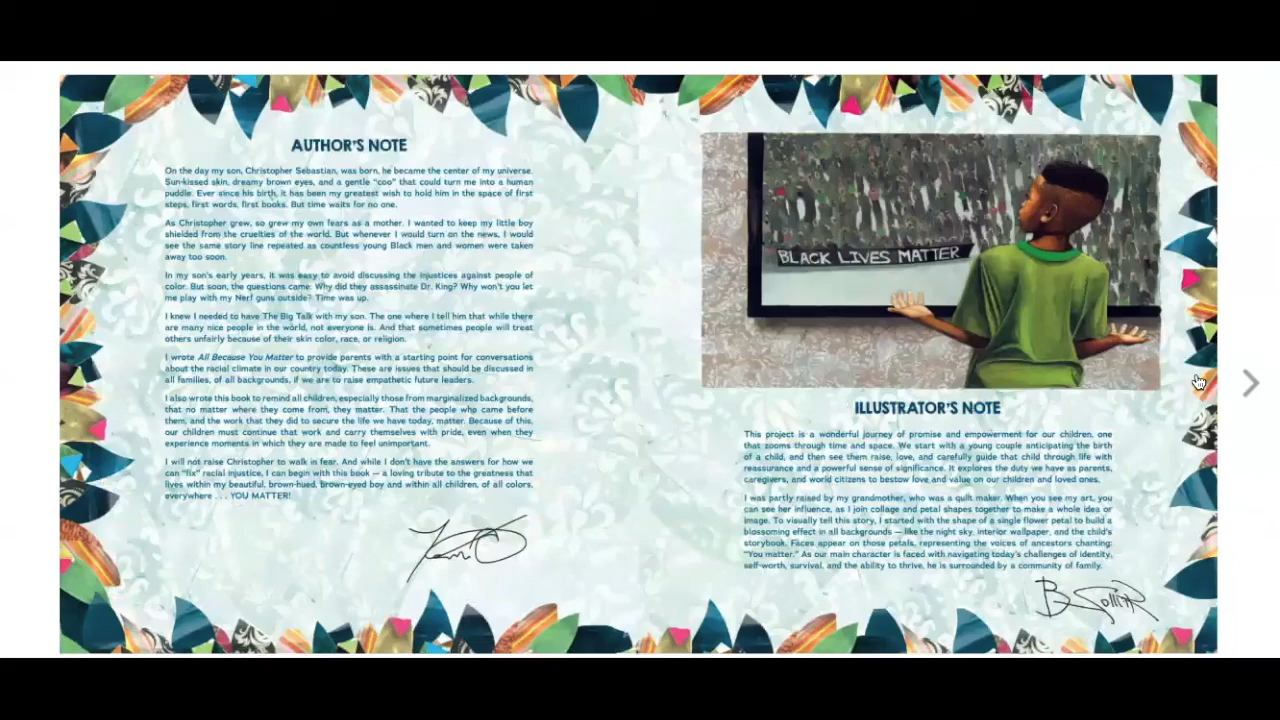 AUTHOR'S NOTE
On the day my son, Christopher Sebastian, was born, he became the center of my universe.
Sun-kissed skin, dreamy brown eyes, and a gentle “coo” that could turn me into a human
puddle. Ever since his birth, it has been my greatest wish to hold him in the space of first
steps, first words, first books. But time waits for no one.
As Christopher grew, so grew my own fears as a mother. I wanted to keep my little boy
shielded from the cruelties of the world. But whenever I would turn on the news, I would
see the same story line repeated as countless young Black men and women were taken
away too soon.
In my son's early years, it was easy to avoid discussing the injustices against people of
color. But soon, the questions came: Why did they assassinate Dr. King? Why won't you let
me play with my Nerf guns outside? Time was up.
I knew I needed to have The Big Talk with my son. The one where I tell him that while there
are many nice people in the world, not everyone is. And that sometimes people will treat
others unfairly because of their skin color, race, or religion.
I wrote All Because You Matter to provide parents with a starting point for conversations
about the racial climate in our country today. These are issues that should be discussed in
all families, of all backgrounds, if we are to raise empathetic future leaders.
I also wrote this book to remind all children, especially those from marginalized backgrounds,
that no matter where they come from, they matter. That the people who came before
them, and the work that they did to secure the life we have today, matter. Because of this,
our children must continue that work and carry themselves with pride, even when they
experience moments in which they are made to feel unimportant.
I will not raise Christopher to walk in fear. And while I don't have the answers for how we
can “fix” racial injustice, I can begin with this book — a loving tribute to the greatness that
lives within my beautiful, brown-hued, brown-eyed boy and within all children, of all colors,
everywhere . . . YOU MATTER!
BLACK LIVES MATTER
ILLUSTRATOR'S NOTE
This project is a wonderful journey of promise and empowerment for our children, one
that zooms through time and space. We start with a young couple anticipating the birth
of a child, and then see them raise, love, and carefully guide that child through life with
reassurance and a powerful sense of significance. It explores the duty we have as parents,
caregivers, and world citizens to bestow love and value on our children and loved ones.
I was partly raised by my grandmother, who was a quilt maker. When you see my art, you
can see her influence, as I join collage and petal shapes together to make a whole idea or
image. To visually tell this story, I started with the shape of a single flower petal to build a
blossoming effect in all backgrounds — like the night sky, interior wallpaper, and the child's
storybook. Faces appear on those petals, representing the voices of ancestors chanting:
“You matter.” As our main character is faced with navigating today's challenges of identity,
self-worth, survival, and the ability to thrive, he is surrounded by a community of family.